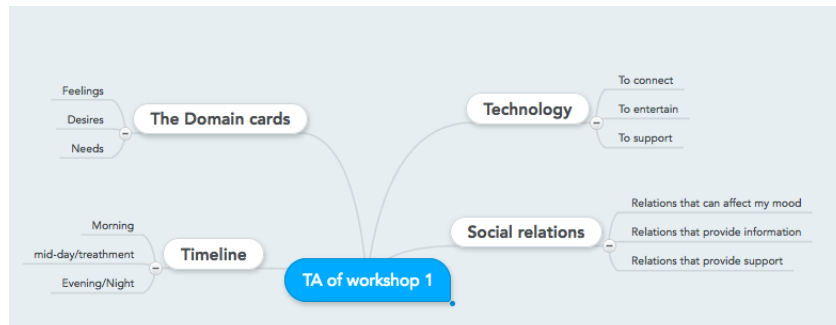 Feelings
Desires
Needs
The Domain cards
Technology
To connect
To entertain
To support
Morning
mid-day/treathment
Evening/Night
Timeline
TA of workshop 1
Social relations
Relations that can affect my mood
Relations that provide information
Relations that provide support